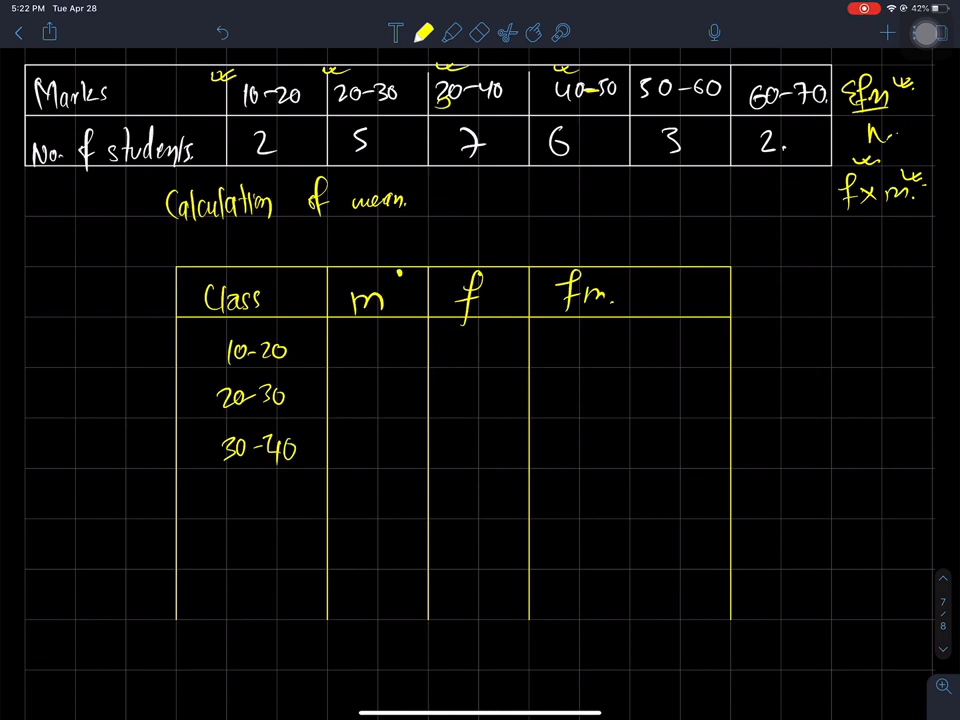 5:22 PM Tue Apr 28
42%
Marks 10-20 20-30 30-40 40-50 50-60 60-70.
No. of students. 2 5 7 6 3 2.
Σfm
n.
f x m.
Calculation of mean.
Class m f fm.
10-20
20-30
30-40
7
/
8